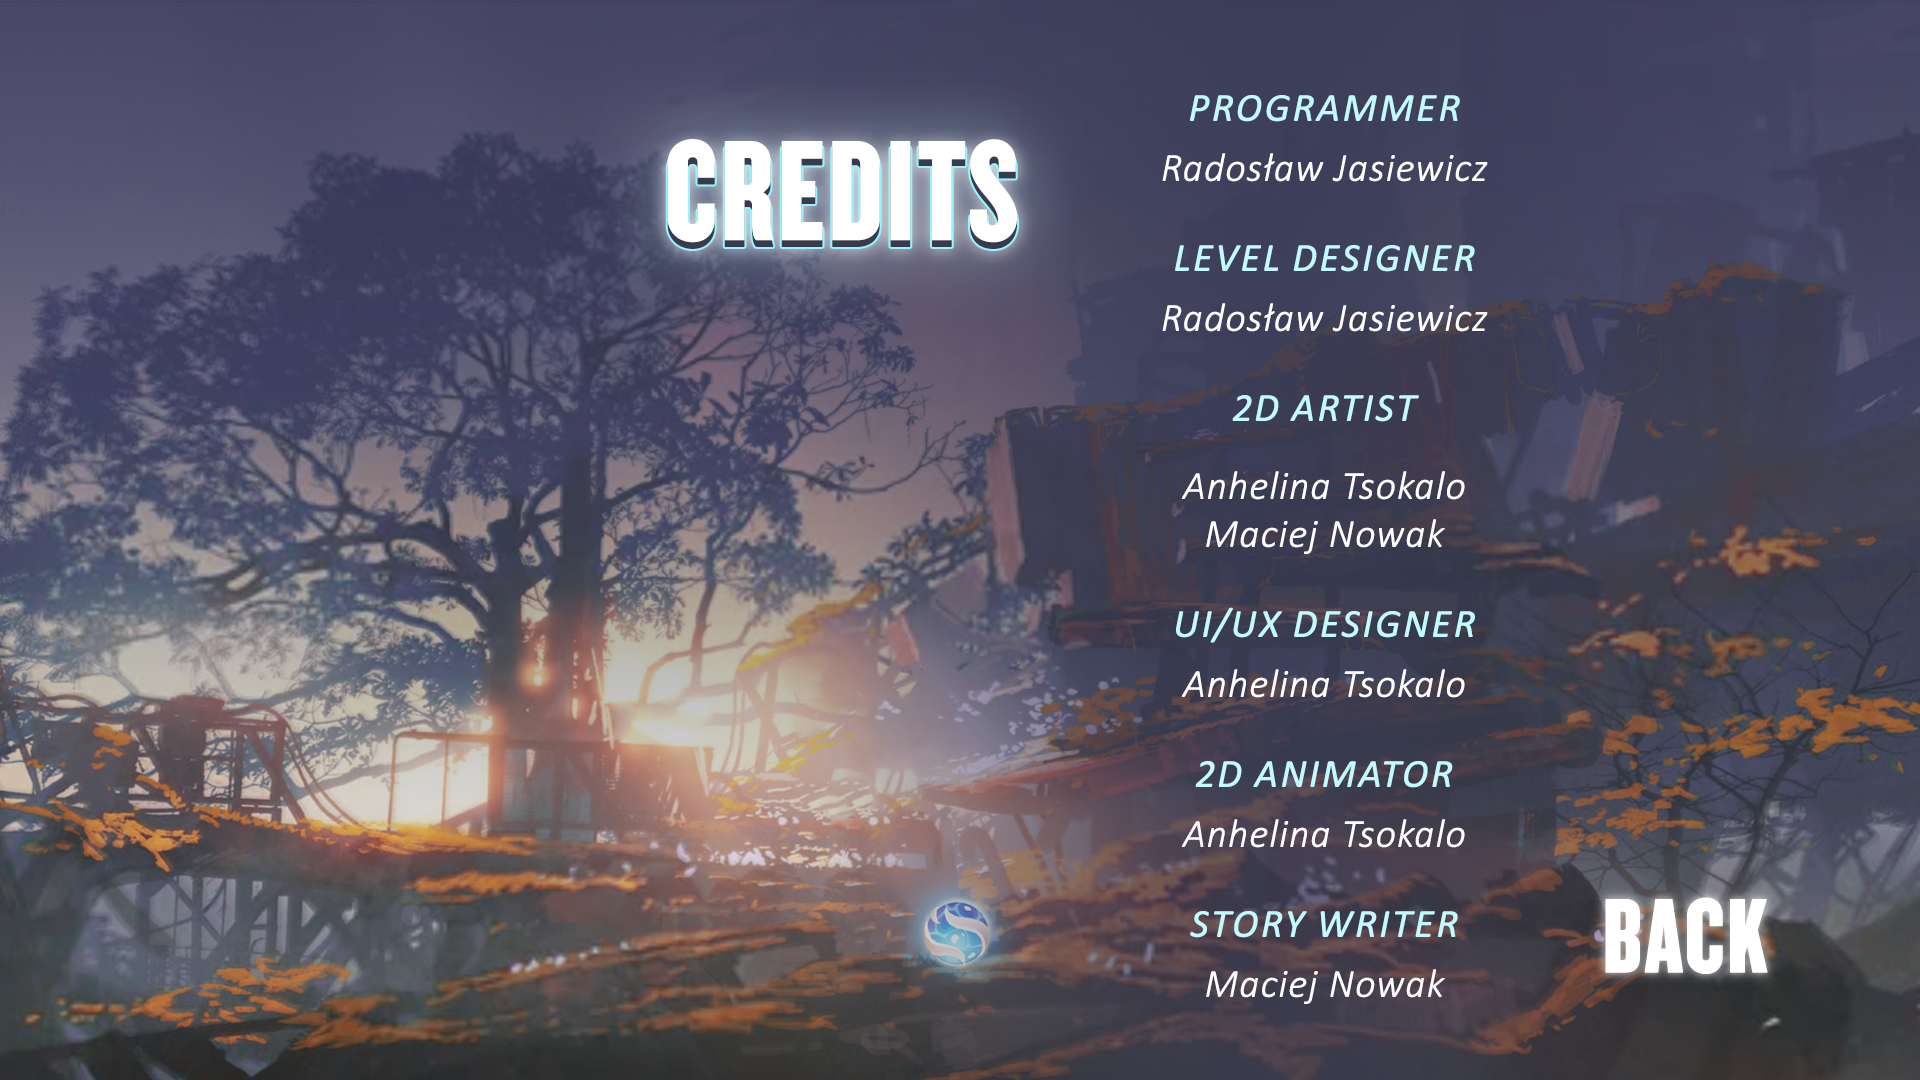 CREDITS
PROGRAMMER
Radosław Jasiewicz
LEVEL DESIGNER
Radosław Jasiewicz
2D ARTIST
Anhelina Tsokalo
Maciej Nowak
UI/UX DESIGNER
Anhelina Tsokalo
2D ANIMATOR
Anhelina Tsokalo
STORY WRITER
Maciej Nowak
BACK